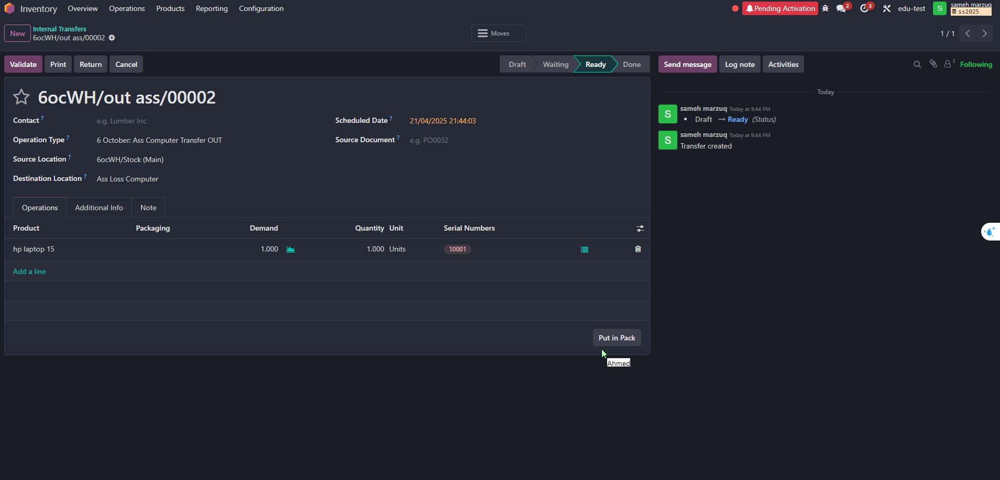 Inventory Overview Operations Products Reporting Configuration
Pending Activation 2 3 edu-test S sameh marzuq
ss2025
New Internal Transfers
6ocWH/out ass/00002
Moves
1 / 1
Validate Print Return Cancel
Draft Waiting Ready Done
Send message Log note Activities
1 Following
6ocWH/out ass/00002
Contact ? e.g. Lumber Inc
Scheduled Date ? 21/04/2025 21:44:03
Operation Type ? 6 October: Ass Computer Transfer OUT
Source Document ? e.g. PO0032
Source Location ? 6ocWH/Stock (Main)
Destination Location ? Ass Loss Computer
Operations Additional Info Note
Product Packaging Demand Quantity Unit Serial Numbers
hp laptop 15 1.000 1.000 Units 10001
Add a line
Put in Pack
Ahmed
Today
S sameh marzuq Today at 9:44 PM
• Draft → Ready (Status)
S sameh marzuq Today at 9:44 PM
Transfer created